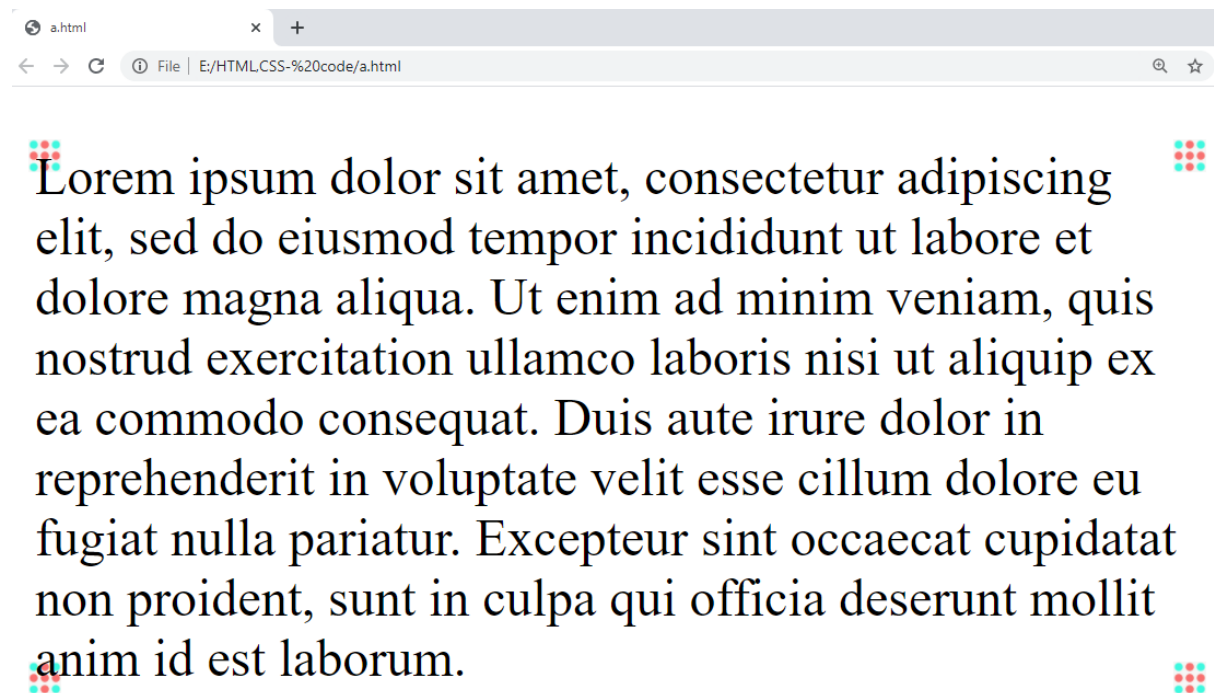 a.html
File E:/HTML,CSS-%20code/a.html
Lorem ipsum dolor sit amet, consectetur adipiscing
elit, sed do eiusmod tempor incididunt ut labore et
dolore magna aliqua. Ut enim ad minim veniam, quis
nostrud exercitation ullamco laboris nisi ut aliquip ex
ea commodo consequat. Duis aute irure dolor in
reprehenderit in voluptate velit esse cillum dolore eu
fugiat nulla pariatur. Excepteur sint occaecat cupidatat
non proident, sunt in culpa qui officia deserunt mollit
anim id est laborum.